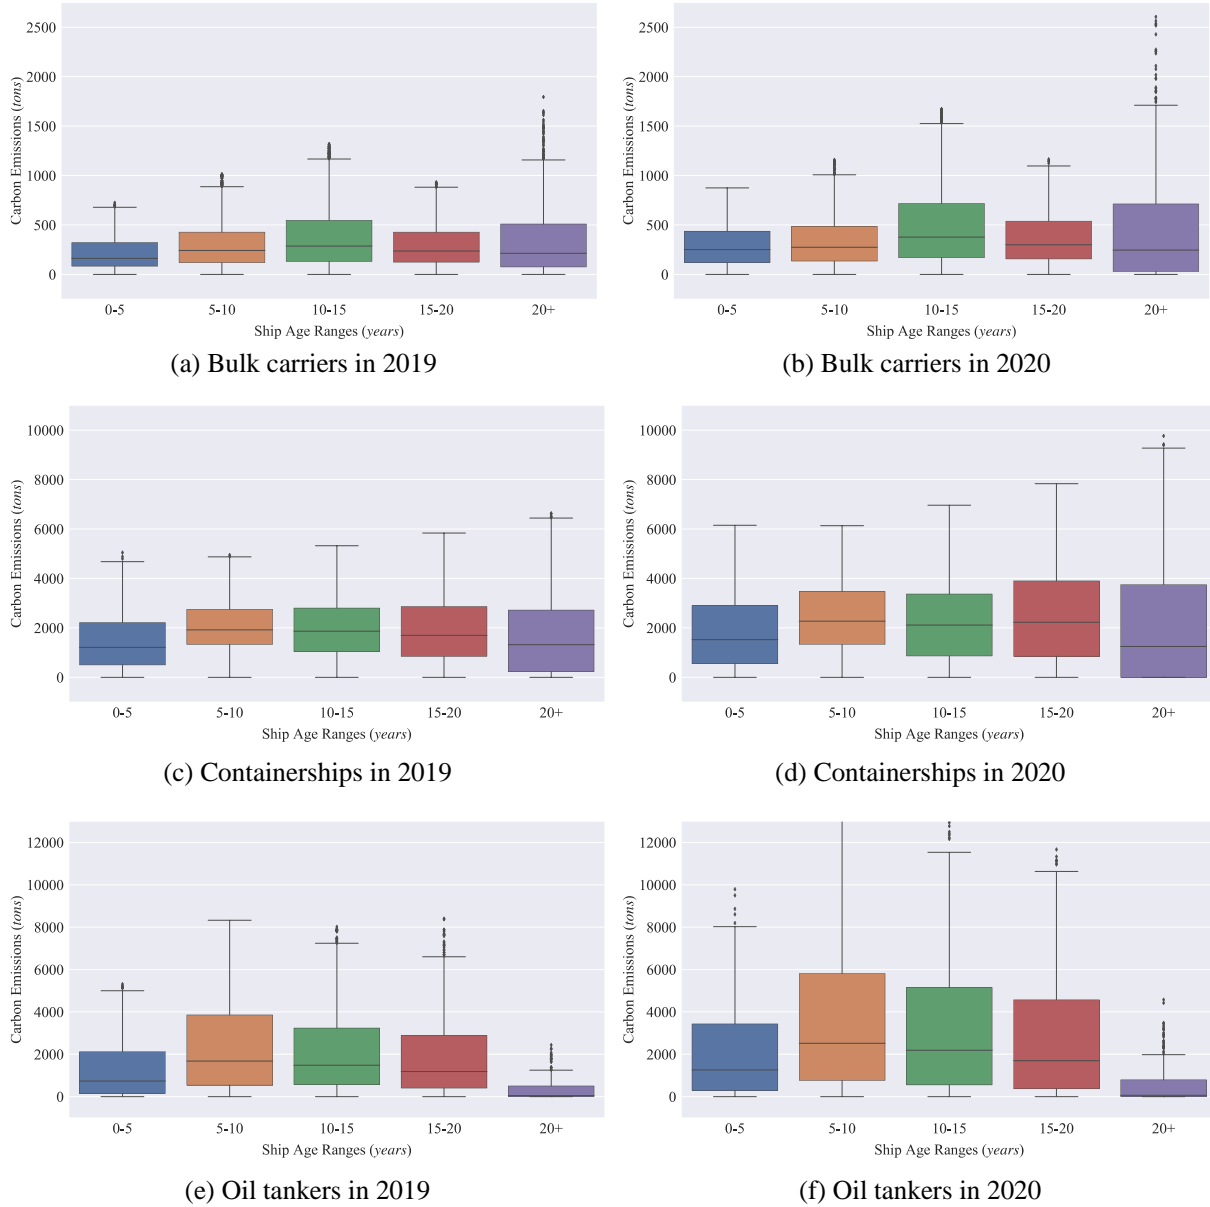 2500
2000
1500
1000
500
0
Carbon Emissions (tons)
0-5 5-10 10-15 15-20 20+
Ship Age Ranges (years)
(a) Bulk carriers in 2019
2500
2000
1500
1000
500
0
Carbon Emissions (tons)
0-5 5-10 10-15 15-20 20+
Ship Age Ranges (years)
(b) Bulk carriers in 2020
10000
8000
6000
4000
2000
0
Carbon Emissions (tons)
0-5 5-10 10-15 15-20 20+
Ship Age Ranges (years)
(c) Containerships in 2019
10000
8000
6000
4000
2000
0
Carbon Emissions (tons)
0-5 5-10 10-15 15-20 20+
Ship Age Ranges (years)
(d) Containerships in 2020
12000
10000
8000
6000
4000
2000
0
Carbon Emissions (tons)
0-5 5-10 10-15 15-20 20+
Ship Age Ranges (years)
(e) Oil tankers in 2019
12000
10000
8000
6000
4000
2000
0
Carbon Emissions (tons)
0-5 5-10 10-15 15-20 20+
Ship Age Ranges (years)
(f) Oil tankers in 2020